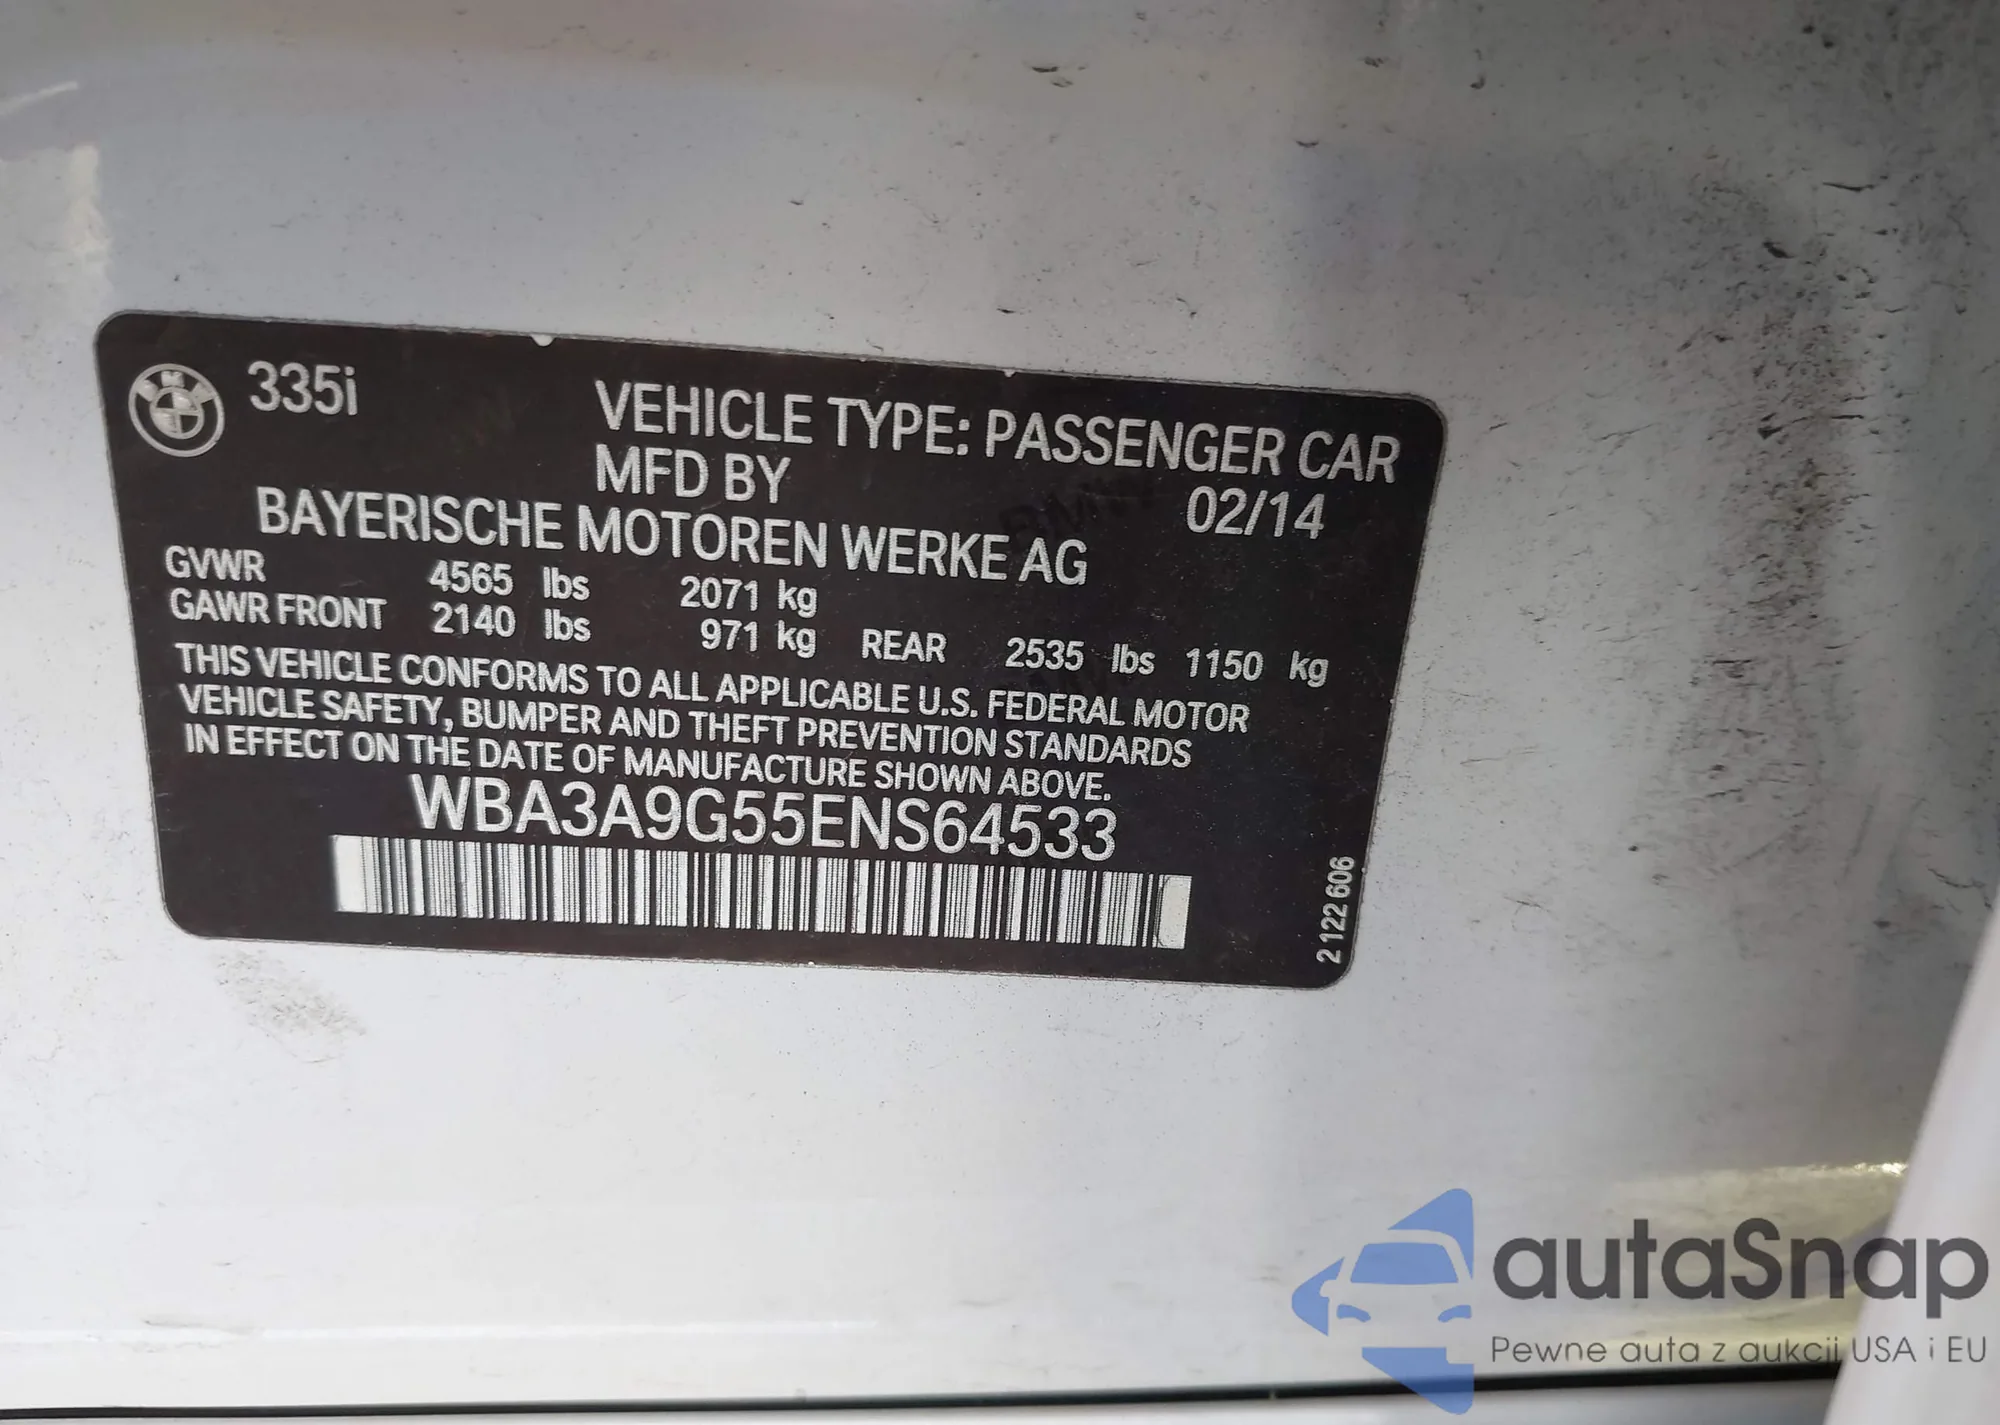 BMW
335i
VEHICLE TYPE: PASSENGER CAR
MFD BY
02/14
BAYERISCHE MOTOREN WERKE AG
GVWR 4565 lbs 2071 kg
GAWR FRONT 2140 lbs 971 kg REAR 2535 lbs 1150 kg
THIS VEHICLE CONFORMS TO ALL APPLICABLE U.S. FEDERAL MOTOR
VEHICLE SAFETY, BUMPER AND THEFT PREVENTION STANDARDS
IN EFFECT ON THE DATE OF MANUFACTURE SHOWN ABOVE.
WBA3A9G55ENS64533
2 122 606
autaSnap
Pewne auta z aukcji USA i EU